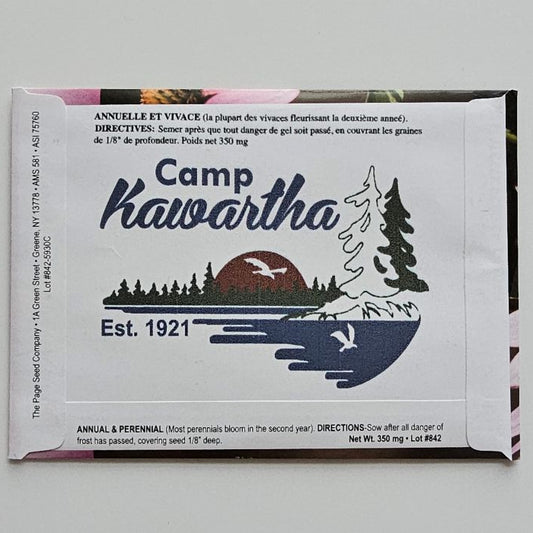 ANNUELLE ET VIVACE (la plupart des vivaces fleurissant la deuxième anneé).
DIRECTIVES: Semer après que tout danger de gel soit passé, en couvrant les graines
de 1/8" de profondeur. Poids net 350 mg
Camp
Kawartha
Est. 1921
The Page Seed Company • 1A Green Street • Greene, NY 13778 • AMS 581 • ASI 75760
Lot #842-5930C
ANNUAL & PERENNIAL (Most perennials bloom in the second year). DIRECTIONS-Sow after all danger of
frost has passed, covering seed 1/8" deep.
Net Wt. 350 mg • Lot #842